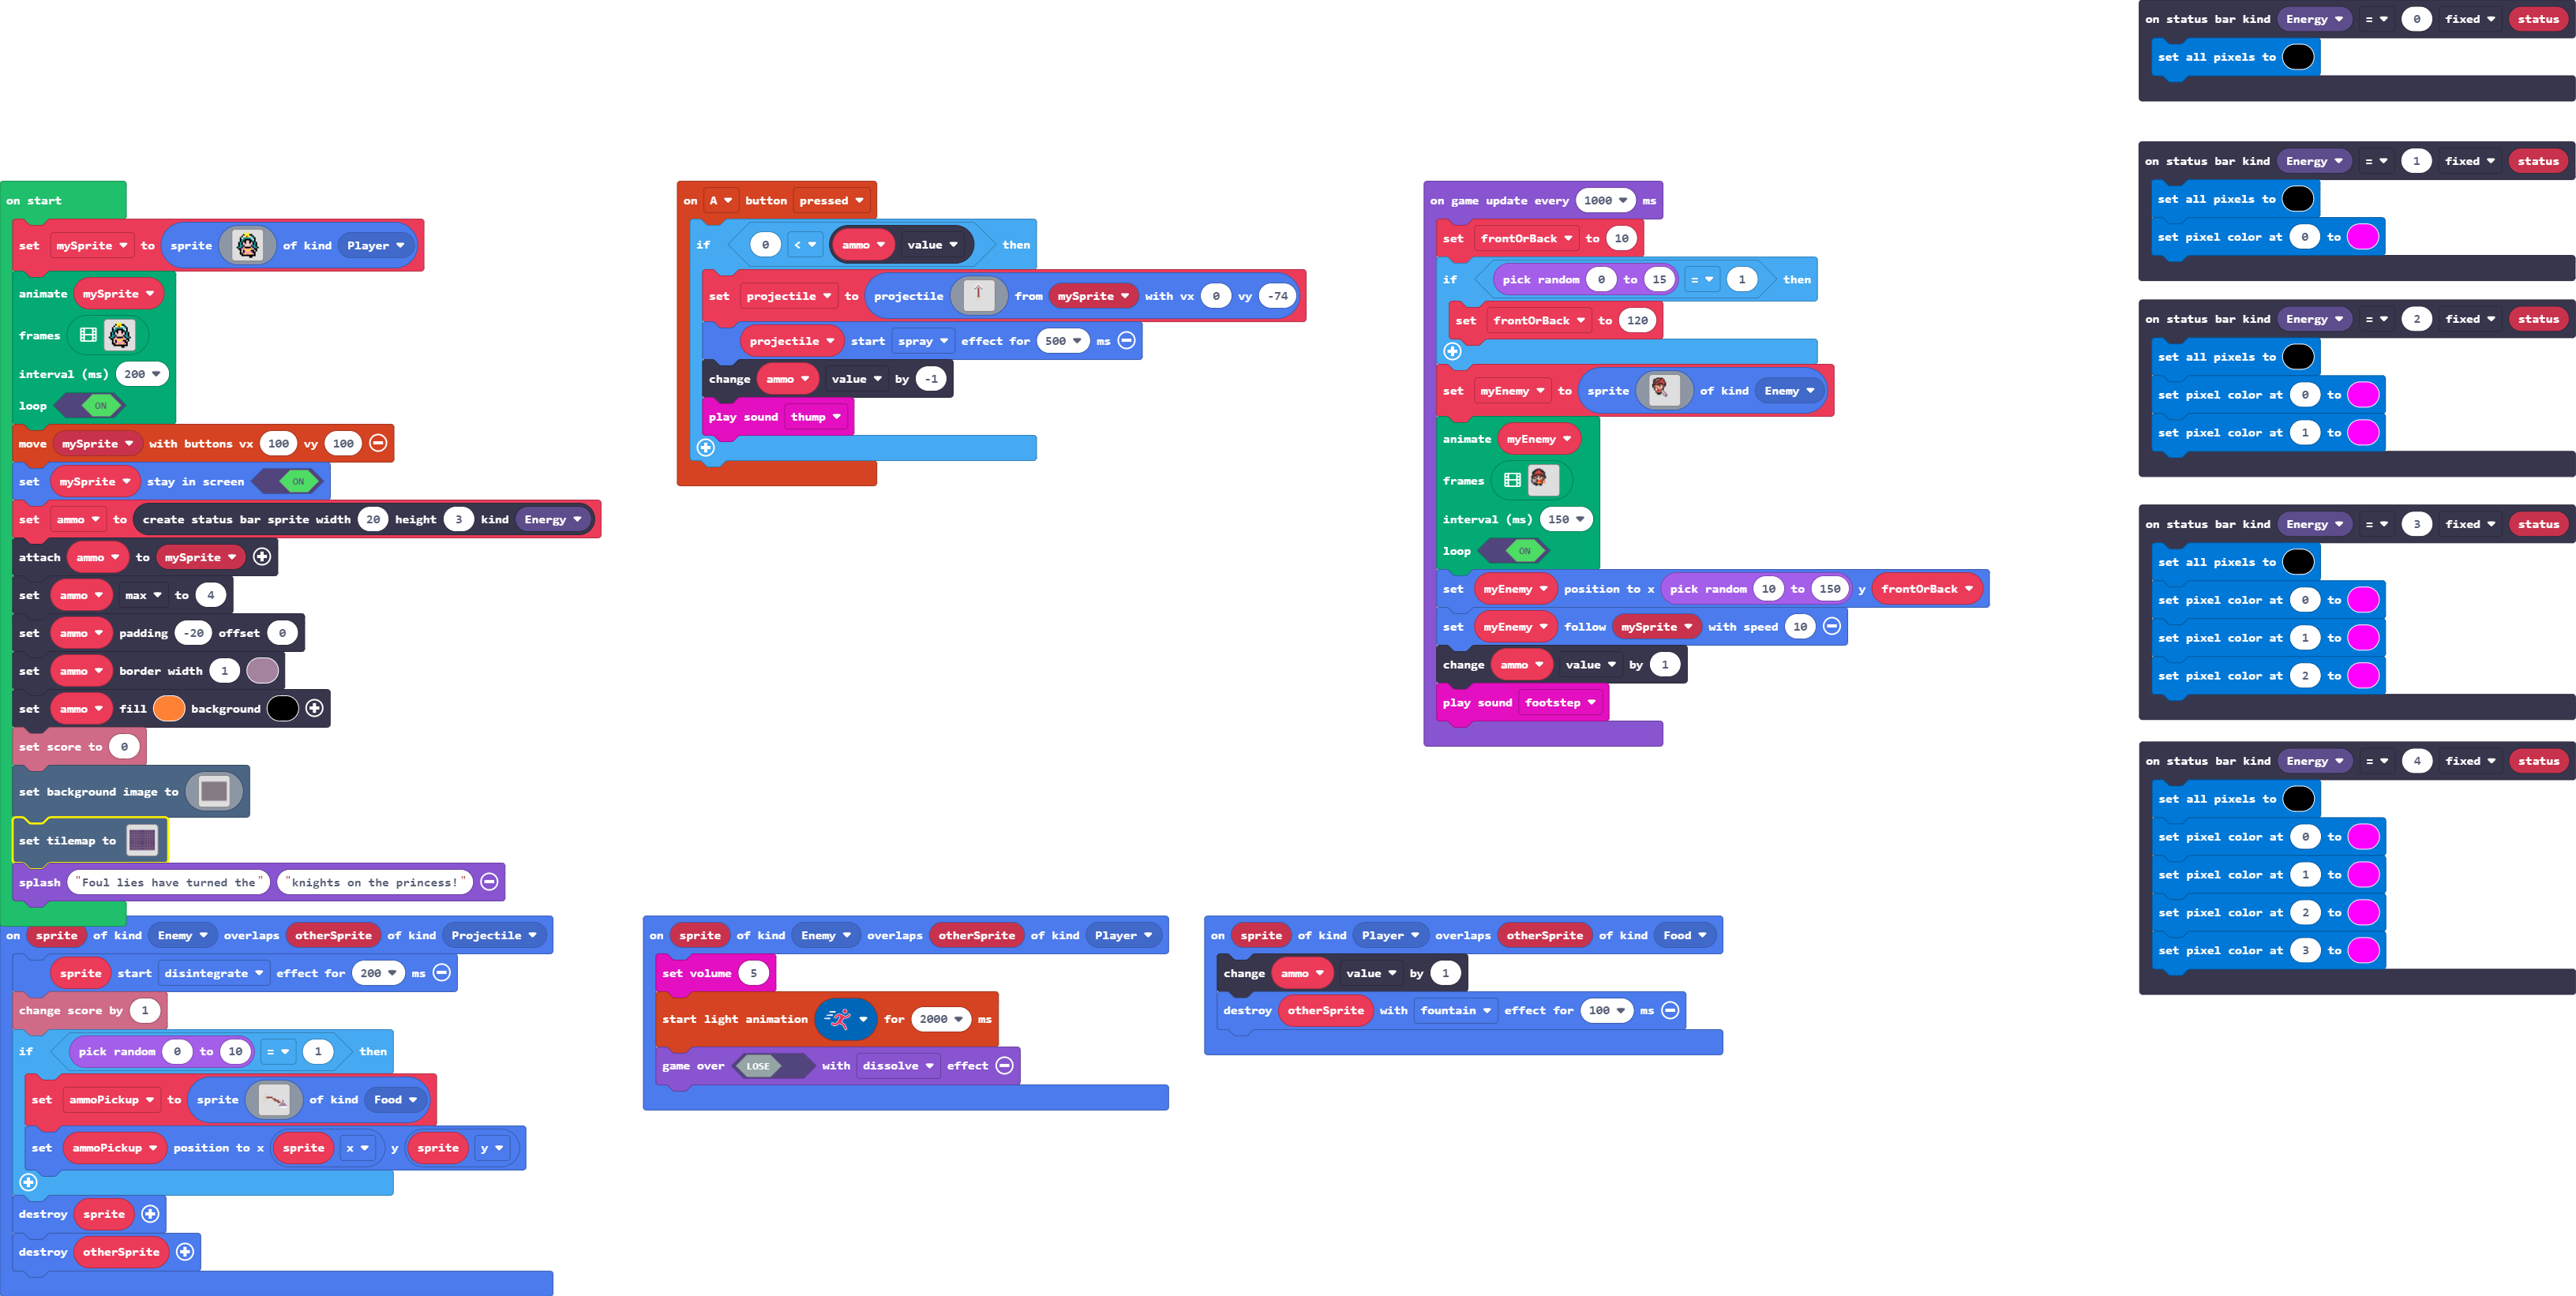 on start
set mySprite to sprite of kind Player
animate mySprite
frames
interval (ms) 200
loop ON
move mySprite with buttons vx 100 vy 100
set mySprite stay in screen ON
set ammo to create status bar sprite width 20 height 3 kind Energy
attach ammo to mySprite
set ammo max to 4
set ammo padding -20 offset 0
set ammo border width 1
set ammo fill background
set score to 0
set background image to
set tilemap to
splash "Foul lies have turned the" "knights on the princess!"
on A button pressed
if 0 < ammo value then
set projectile to projectile from mySprite with vx 0 vy -74
projectile start spray effect for 500 ms
change ammo value by -1
play sound thump
on game update every 1000 ms
set frontOrBack to 10
if pick random 0 to 15 = 1 then
set frontOrBack to 120
set myEnemy to sprite of kind Enemy
animate myEnemy
frames
interval (ms) 150
loop ON
set myEnemy position to x pick random 10 to 150 y frontOrBack
set myEnemy follow mySprite with speed 10
change ammo value by 1
play sound footstep
on status bar kind Energy = 0 fixed status
set all pixels to
on status bar kind Energy = 1 fixed status
set all pixels to
set pixel color at 0 to
on status bar kind Energy = 2 fixed status
set all pixels to
set pixel color at 0 to
set pixel color at 1 to
on status bar kind Energy = 3 fixed status
set all pixels to
set pixel color at 0 to
set pixel color at 1 to
set pixel color at 2 to
on status bar kind Energy = 4 fixed status
set all pixels to
set pixel color at 0 to
set pixel color at 1 to
set pixel color at 2 to
set pixel color at 3 to
on sprite of kind Enemy overlaps otherSprite of kind Projectile
sprite start disintegrate effect for 200 ms
change score by 1
if pick random 0 to 10 = 1 then
set ammoPickup to sprite of kind Food
set ammoPickup position to x sprite x y sprite y
destroy sprite
destroy otherSprite
on sprite of kind Enemy overlaps otherSprite of kind Player
set volume 5
start light animation for 2000 ms
game over LOSE with dissolve effect
on sprite of kind Player overlaps otherSprite of kind Food
change ammo value by 1
destroy otherSprite with fountain effect for 100 ms